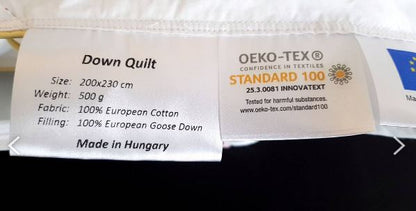 Down Quilt
Size: 200x230 cm
Weight: 500 g
Fabric: 100% European Cotton
Filling: 100% European Goose Down
Made in Hungary
OEKO-TEX®
CONFIDENCE IN TEXTILES
STANDARD 100
25.3.0081 INNOVATEXT
Tested for harmful substances.
www.oeko-tex.com/standard100
Ma